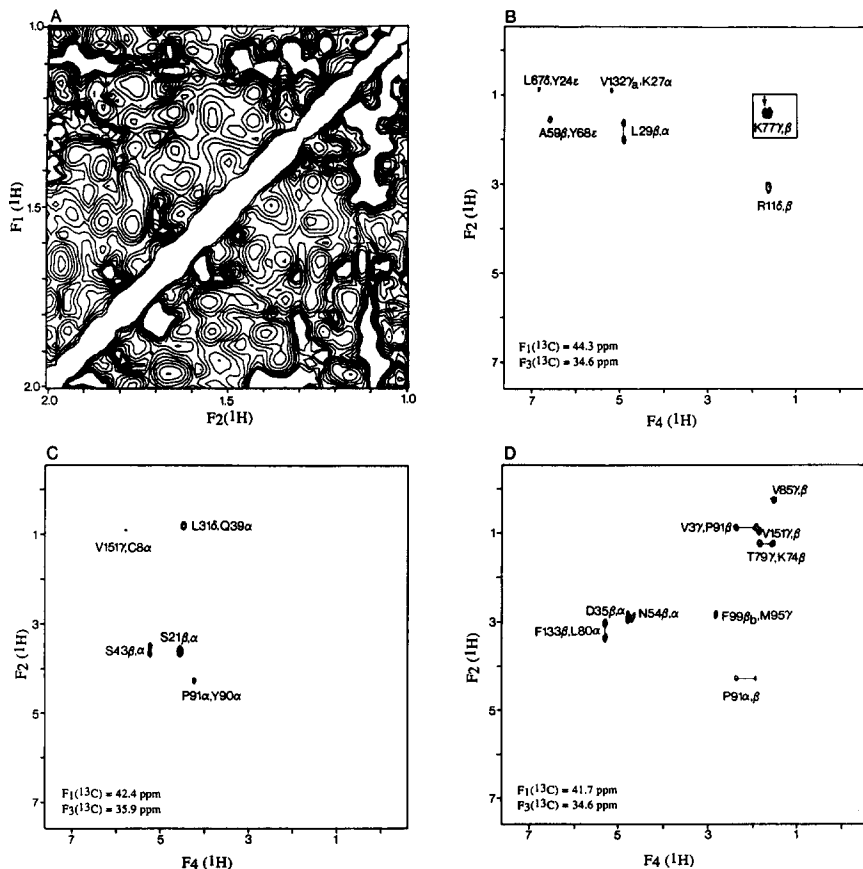 A
1.0
1.5
2.0
F1 (1H)
2.0
1.5
1.0
F2(1H)
B
L67δ,Y24ε
V132γa,K27α
A59β,Y68ε
L29β,α
K77γ,β
R11δ,β
F1(13C) = 44.3 ppm
F3(13C) = 34.6 ppm
1
3
5
7
F2 (1H)
7
5
3
1
F4 (1H)
C
L31δ,Q39α
V151γ,C8α
S21β,α
S43β,α
P91α,Y90α
F1(13C) = 42.4 ppm
F3(13C) = 35.9 ppm
1
3
5
7
F2 (1H)
7
5
3
1
F4 (1H)
D
V85γ,β
V3γ,P91β
V151γ,β
T79γ,K74β
D35β,α
N54β,α
F99βb,M95γ
F133β,L80α
P91α,β
F1(13C) = 41.7 ppm
F3(13C) = 34.6 ppm
1
3
5
7
F2 (1H)
7
5
3
1
F4 (1H)